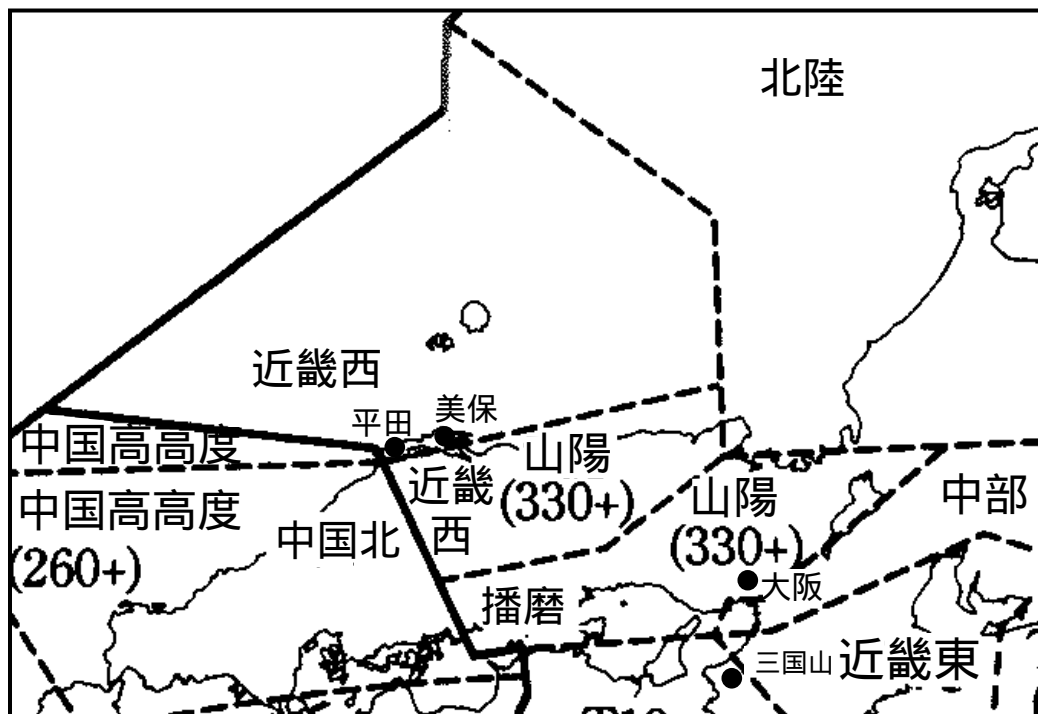 北陸
近畿西
平田
美保
中国高高度
中国高高度
(260+)
近畿
西
山陽
(330+)
山陽
(330+)
中部
中国北
播磨
大阪
三国山
近畿東